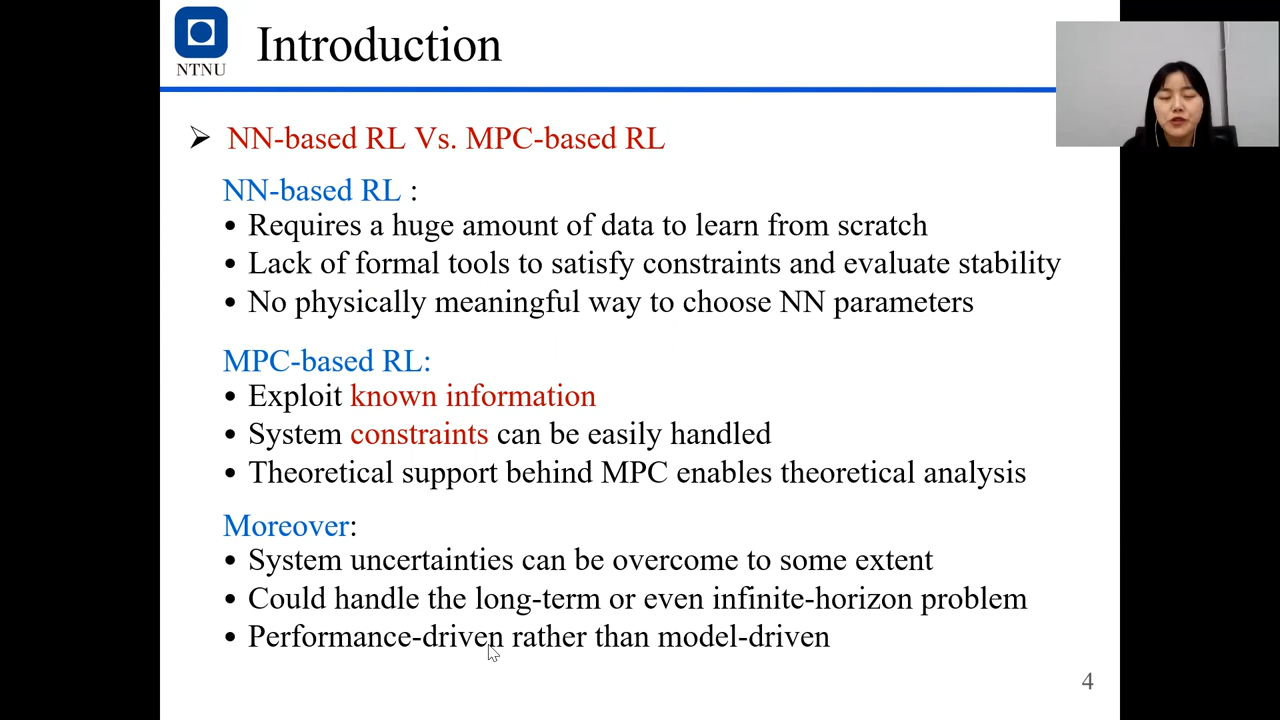 NTNU
Introduction
NN-based RL Vs. MPC-based RL
NN-based RL :
• Requires a huge amount of data to learn from scratch
• Lack of formal tools to satisfy constraints and evaluate stability
• No physically meaningful way to choose NN parameters
MPC-based RL:
• Exploit known information
• System constraints can be easily handled
• Theoretical support behind MPC enables theoretical analysis
Moreover:
• System uncertainties can be overcome to some extent
• Could handle the long-term or even infinite-horizon problem
• Performance-driven rather than model-driven
4